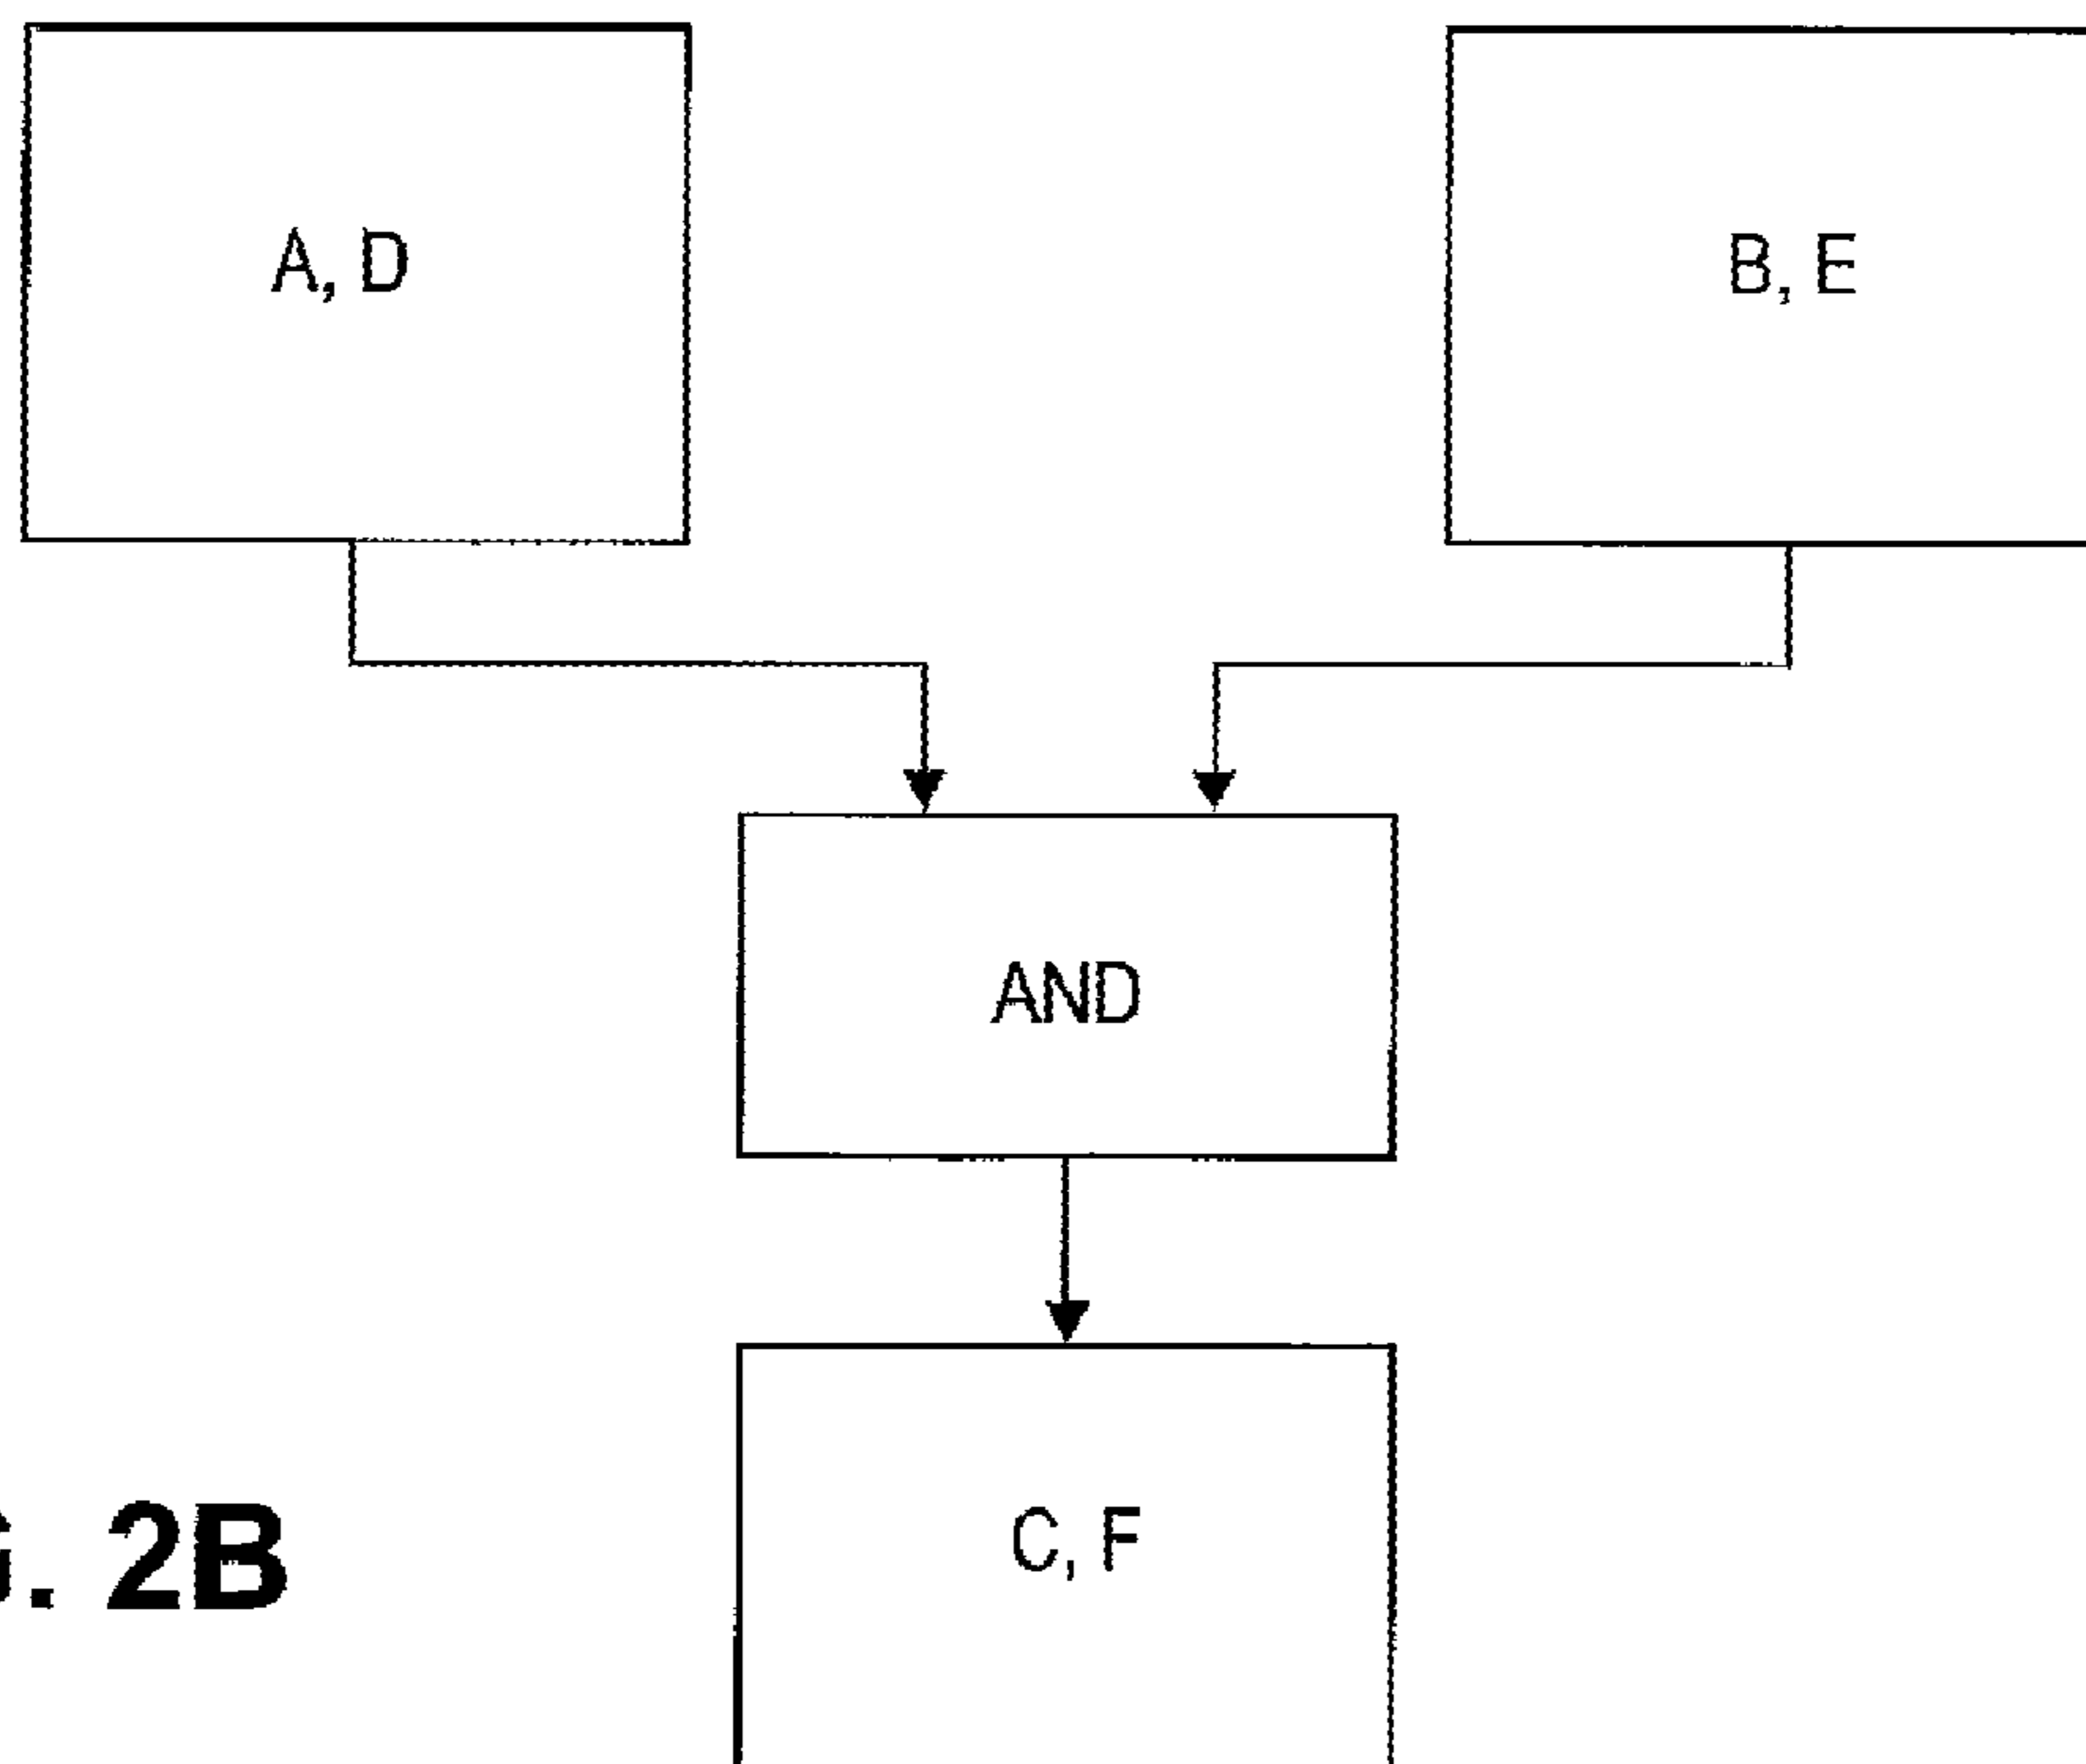 A, D
B, E
AND
C, F
. 2B